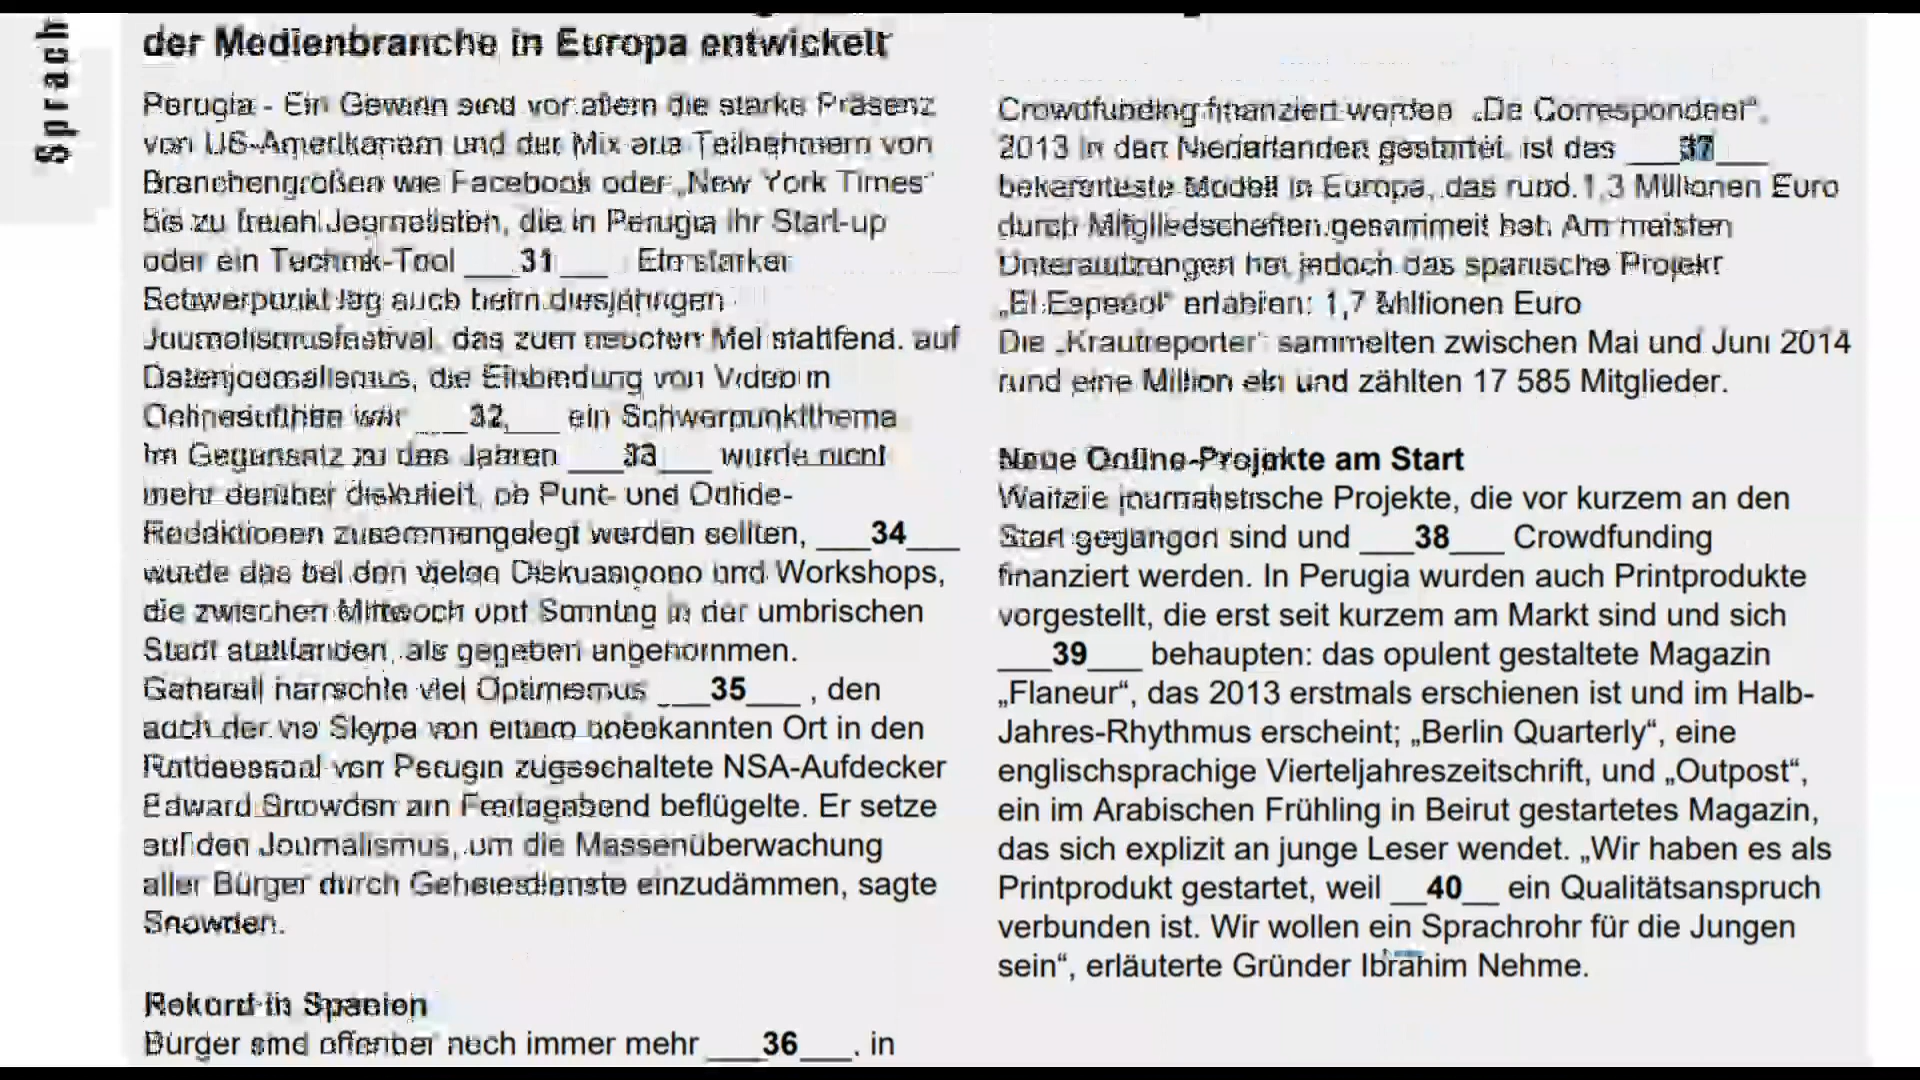 Sprach
der Medienbranche in Europa entwickelt
Perugia - Ein Gewinn sind vor allem die starke Präsenz
von US-Amerikanern und der Mix aus Teilnehmern von
Branchengrößen wie Facebook oder „New York Times“
bis zu freien Journalisten, die in Perugia ihr Start-up
oder ein Technik-Tool ___31___ Ein starker
Schwerpunkt lag auch beim diesjährigen
Journalismusfestival, das zum neunten Mal stattfand, auf
Datenjournalismus, die Einbindung von Video in
war ___32___ ein Schwerpunktthema
Im Gegensatz zu den Jahren ___33___ wurde nicht
mehr darüber diskutiert, ob Print- und Online-
Redaktionen zusammengelegt werden sollten, ___34___
wurde das bei den vielen Diskussionen und Workshops,
die zwischen Mittwoch und Sonntag in der umbrischen
Stadt stattfanden, als gegeben angenommen.
Generell herrschte viel Optimismus ___35___ , den
auch der via Skype von einem unbekannten Ort in den
von Perugia zugeschaltete NSA-Aufdecker
Edward Snowden am Freitagabend beflügelte. Er setze
auf den Journalismus, um die Massenüberwachung
aller Bürger durch Geheimdienste einzudämmen, sagte
Snowden.
Rekord in Spanien
Bürger sind offenbar noch immer mehr ___36___, in
Crowdfunding finanziert werden „De Correspondent“,
2013 in den Niederlanden gestartet, ist das ___37___
bekannteste Modell in Europa, das rund 1,3 Millionen Euro
durch Mitgliedschaften gesammelt hat. Am meisten
Unterstützungen hat jedoch das spanische Projekt
„El Español“ erhalten: 1,7 Millionen Euro
Die „Krautreporter“ sammelten zwischen Mai und Juni 2014
rund eine Million ein und zählten 17 585 Mitglieder.
Neue Online-Projekte am Start
Weitere journalistische Projekte, die vor kurzem an den
Start gegangen sind und ___38___ Crowdfunding
finanziert werden. In Perugia wurden auch Printprodukte
vorgestellt, die erst seit kurzem am Markt sind und sich
___39___ behaupten: das opulent gestaltete Magazin
„Flaneur“, das 2013 erstmals erschienen ist und im Halb-
Jahres-Rhythmus erscheint; „Berlin Quarterly“, eine
englischsprachige Vierteljahreszeitschrift, und „Outpost“,
ein im Arabischen Frühling in Beirut gestartetes Magazin,
das sich explizit an junge Leser wendet. „Wir haben es als
Printprodukt gestartet, weil __40__ ein Qualitätsanspruch
verbunden ist. Wir wollen ein Sprachrohr für die Jungen
sein“, erläuterte Gründer Ibrahim Nehme.